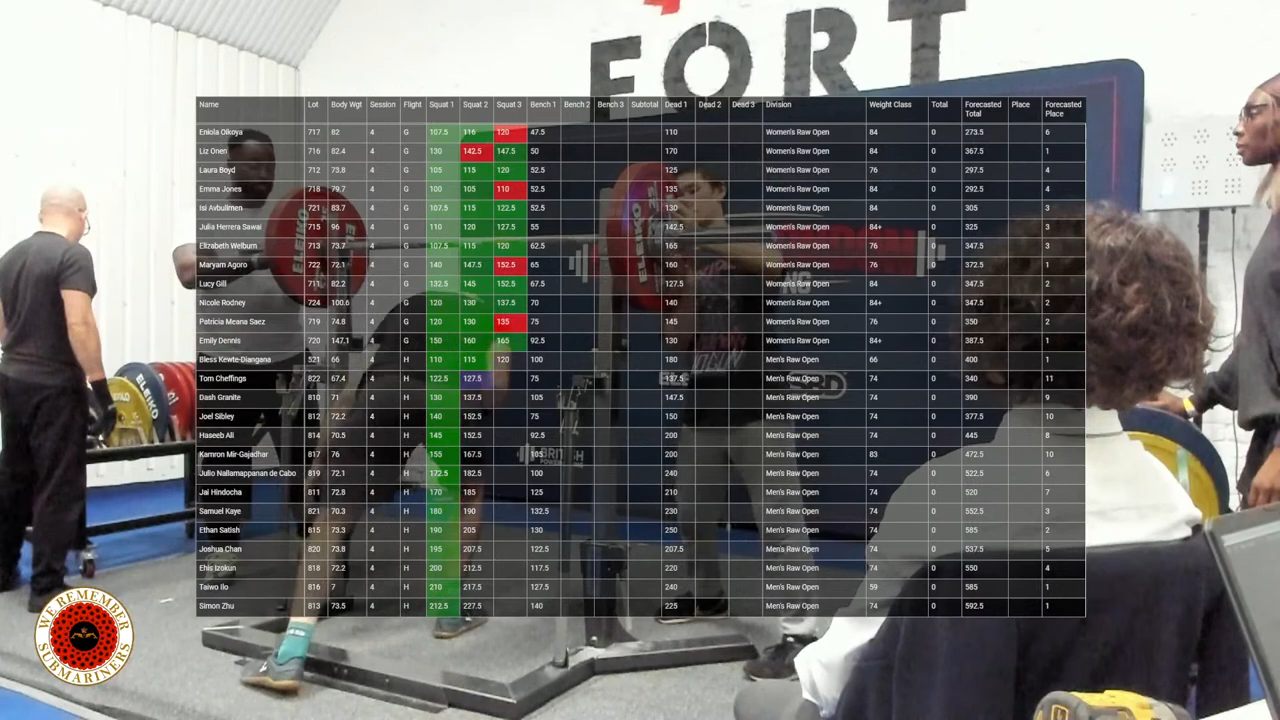 FORT
Name Lot Body Wgt Session Flight Squat 1 Squat 2 Squat 3 Bench 1 Bench 2 Bench 3 Subtotal Dead 1 Dead 2 Dead 3 Division Weight Class Total Forecasted Total Place Forecasted Place
Eniola Oikoya 717 82 4 G 107.5 116 120 47.5 110 Women's Raw Open 84 0 273.5 6
Liz Onen 716 82.4 4 G 130 142.5 147.5 50 170 Women's Raw Open 84 0 367.5 1
Laura Boyd 712 73.8 4 G 105 115 120 52.5 125 Women's Raw Open 76 0 297.5 4
Emma Jones 718 79.7 4 G 100 105 110 52.5 135 Women's Raw Open 84 0 292.5 4
Isi Avbulimen 721 83.7 4 G 107.5 115 122.5 52.5 130 Women's Raw Open 84 0 305 3
Julia Herrera Sawai 715 96 4 G 110 120 127.5 55 142.5 Women's Raw Open 84+ 0 325 3
Elizabeth Welburn 713 73.7 4 G 107.5 115 120 62.5 165 Women's Raw Open 76 0 347.5 3
Maryam Agoro 722 72.1 4 G 140 147.5 152.5 65 160 Women's Raw Open 76 0 372.5 1
Lucy Gill 711 82.2 4 G 132.5 145 152.5 67.5 127.5 Women's Raw Open 84 0 347.5 2
Nicole Rodney 724 100.6 4 G 120 130 137.5 70 140 Women's Raw Open 84+ 0 347.5 2
Patricia Meana Saez 719 74.8 4 G 120 130 135 75 145 Women's Raw Open 76 0 350 2
Emily Dennis 720 147.1 4 G 150 160 165 92.5 130 Women's Raw Open 84+ 0 387.5 1
Bless Kewte-Diangana 521 66 4 H 110 115 120 100 180 Men's Raw Open 66 0 400 1
Tom Cheffings 822 67.4 4 H 122.5 127.5 75 137.5 Men's Raw Open 74 0 340 11
Dash Granite 810 71 4 H 130 137.5 105 147.5 Men's Raw Open 74 0 390 9
Joel Sibley 812 72.2 4 H 140 152.5 75 150 Men's Raw Open 74 0 377.5 10
Haseeb Ali 814 70.5 4 H 145 152.5 92.5 200 Men's Raw Open 74 0 445 8
Kamron Mir-Gajadhar 817 76 4 H 155 167.5 105 200 Men's Raw Open 83 0 472.5 10
Julio Nallamappanan de Cabo 819 72.1 4 H 172.5 182.5 100 240 Men's Raw Open 74 0 522.5 6
Jai Hindocha 811 72.8 4 H 170 185 125 210 Men's Raw Open 74 0 520 7
Samuel Kaye 821 70.3 4 H 180 190 132.5 230 Men's Raw Open 74 0 552.5 3
Ethan Satish 815 73.3 4 H 190 205 130 250 Men's Raw Open 74 0 585 2
Joshua Chan 820 73.8 4 H 195 207.5 122.5 207.5 Men's Raw Open 74 0 537.5 5
Ehis Izokun 818 72.2 4 H 200 212.5 117.5 220 Men's Raw Open 74 0 550 4
Taiwo Ilo 816 7 4 H 210 217.5 127.5 240 Men's Raw Open 59 0 585 1
Simon Zhu 813 73.5 4 H 212.5 227.5 140 225 Men's Raw Open 74 0 592.5 1
ELEIKO
ELEIKO
ELEIKO
SBD
BRITISH
WE REMEMBER
SUBMARINERS